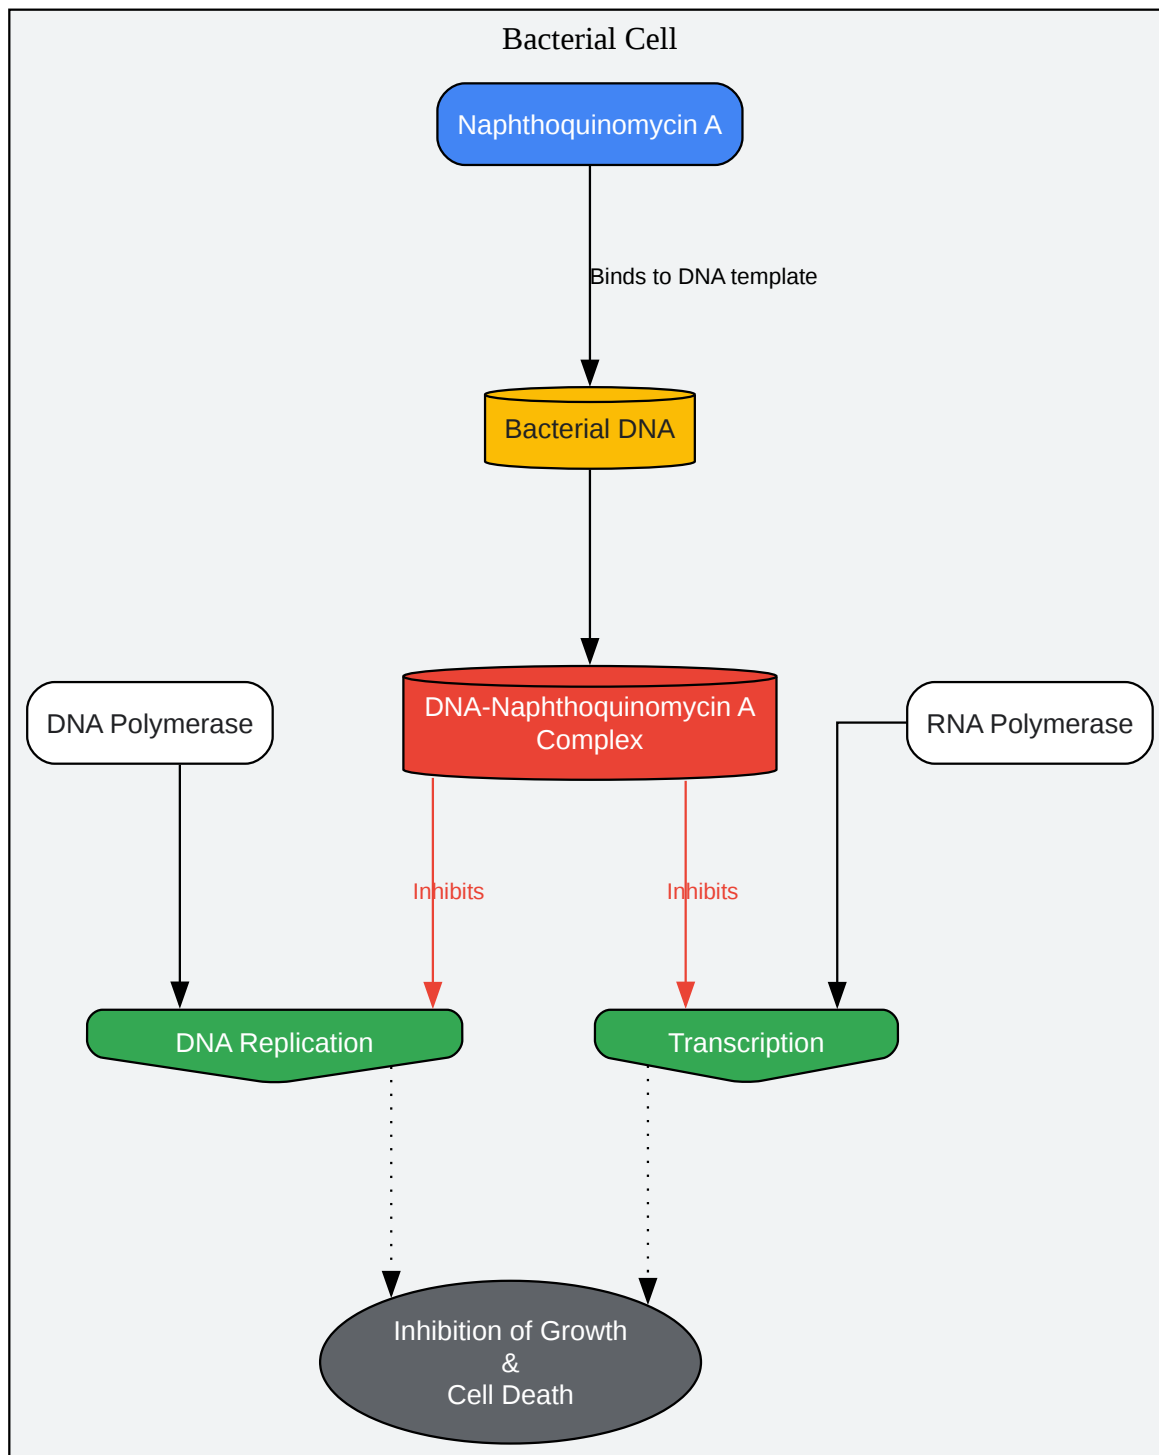 Bacterial Cell
Naphthoquinomycin A
Binds to DNA template
Bacterial DNA
DNA Polymerase
DNA-Naphthoquinomycin A
Complex
RNA Polymerase
Inhibits
Inhibits
DNA Replication
Transcription
Inhibition of Growth
&
Cell Death